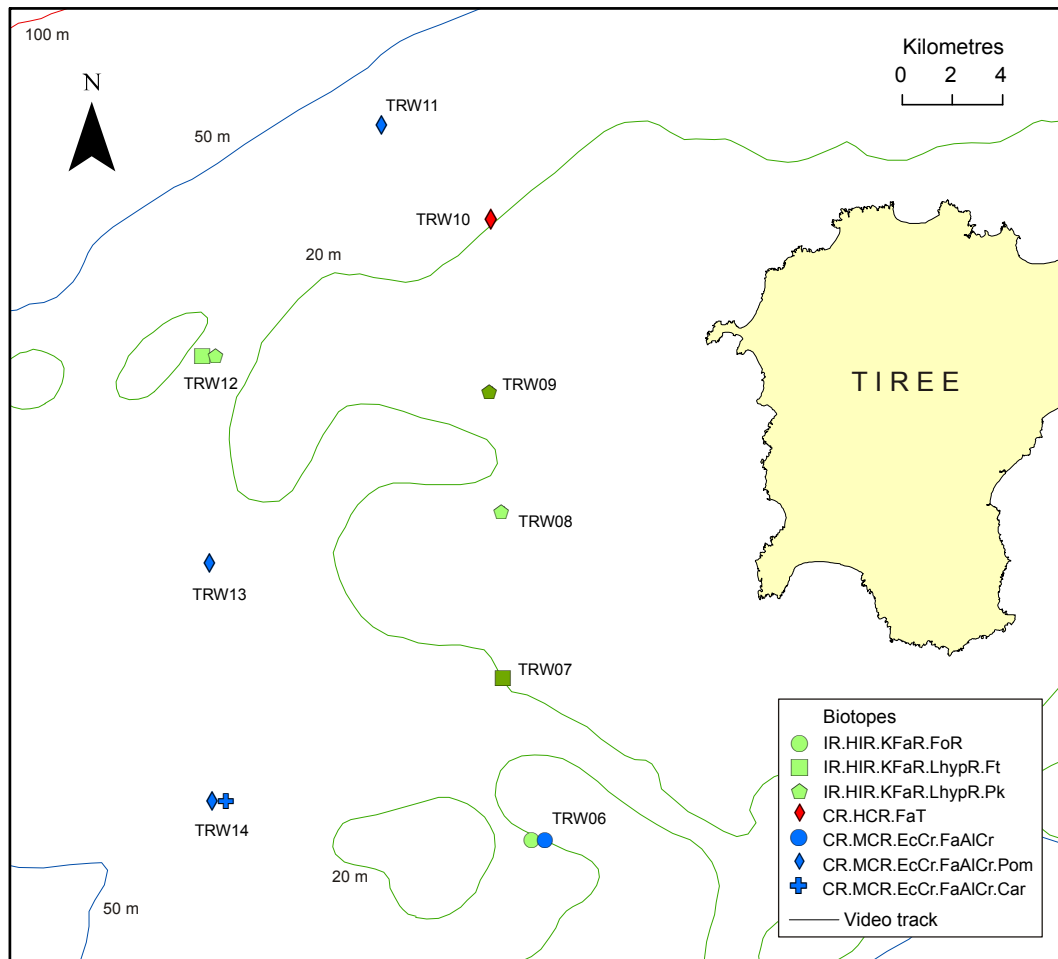 100 m
Kilometres
0 2 4
N
TRW11
50 m
TRW10
20 m
TRW12
TRW09
TIREE
TRW08
TRW13
TRW07
Biotopes
IR.HIR.KFaR.FoR
IR.HIR.KFaR.LhypR.Ft
IR.HIR.KFaR.LhypR.Pk
CR.HCR.FaT
CR.MCR.EcCr.FaAlCr
CR.MCR.EcCr.FaAlCr.Pom
CR.MCR.EcCr.FaAlCr.Car
Video track
TRW14
TRW06
20 m
50 m